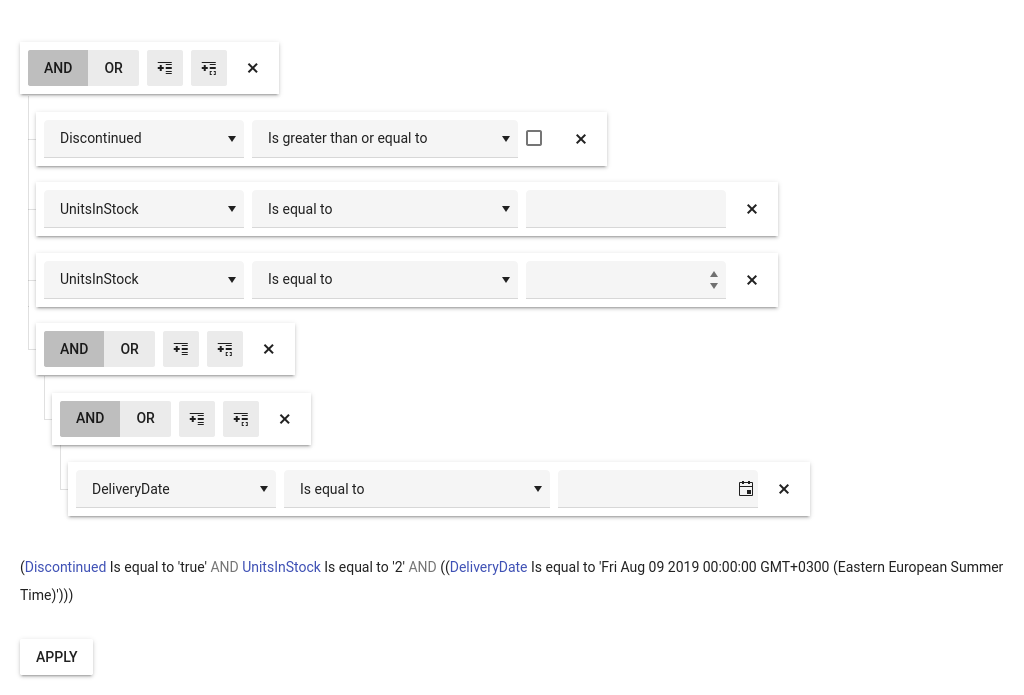 AND OR
Discontinued Is greater than or equal to
UnitsInStock Is equal to
UnitsInStock Is equal to
AND OR
AND OR
DeliveryDate Is equal to
(Discontinued Is equal to 'true' AND UnitsInStock Is equal to '2' AND ((DeliveryDate Is equal to 'Fri Aug 09 2019 00:00:00 GMT+0300 (Eastern European Summer
Time)')))
APPLY